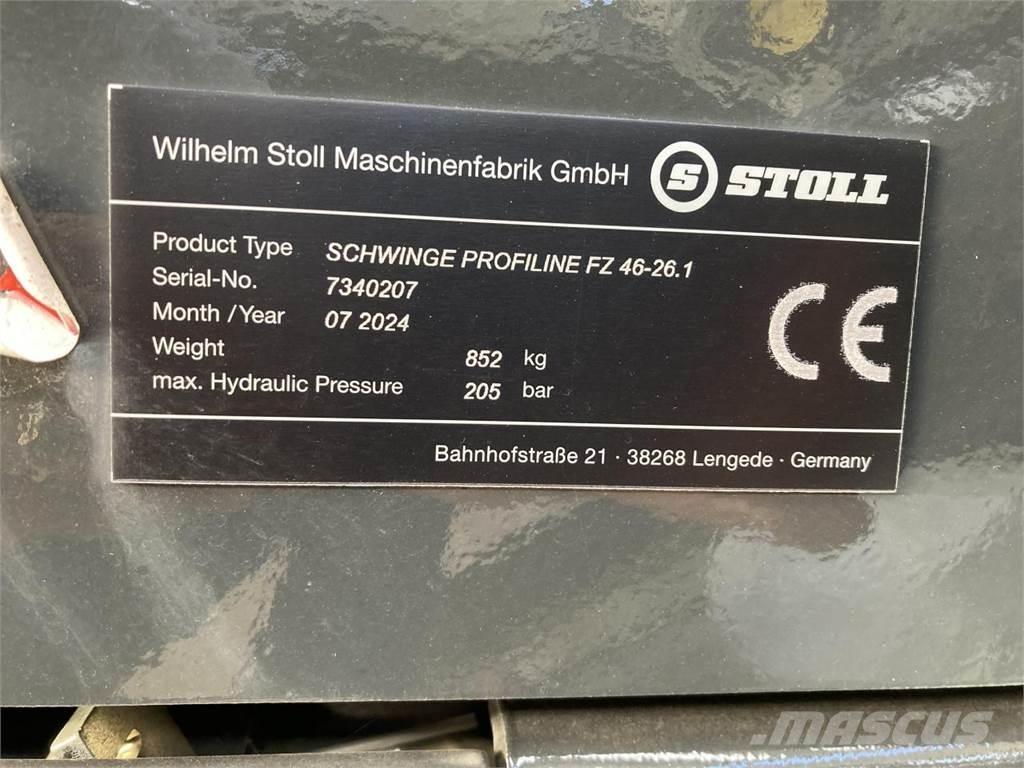 Wilhelm Stoll Maschinenfabrik GmbH S STOLL
Product Type SCHWINGE PROFILINE FZ 46-26.1
Serial-No. 7340207
Month /Year 07 2024
Weight 852 kg
max. Hydraulic Pressure 205 bar
CE
Bahnhofstraße 21 · 38268 Lengede · Germany
MASCUS